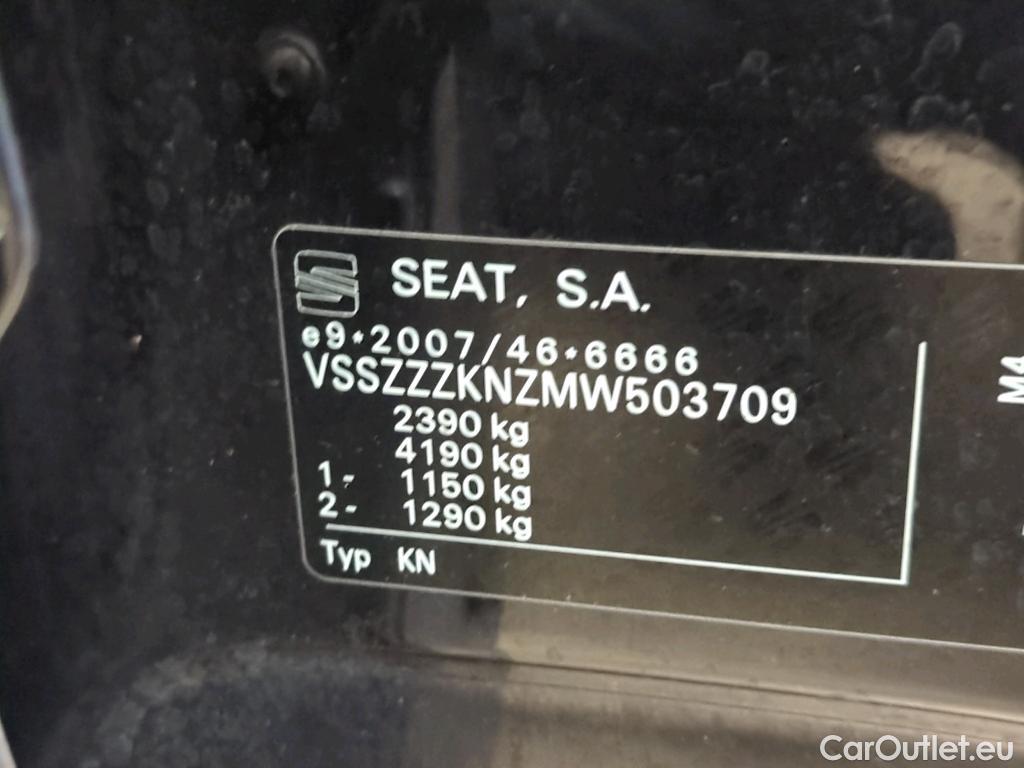 SEAT, S.A.
e9*2007/46*6666
VSSZZZKNZMW503709
2390 kg
4190 kg
1- 1150 kg
2- 1290 kg
Typ KN
M4
CarOutlet.eu